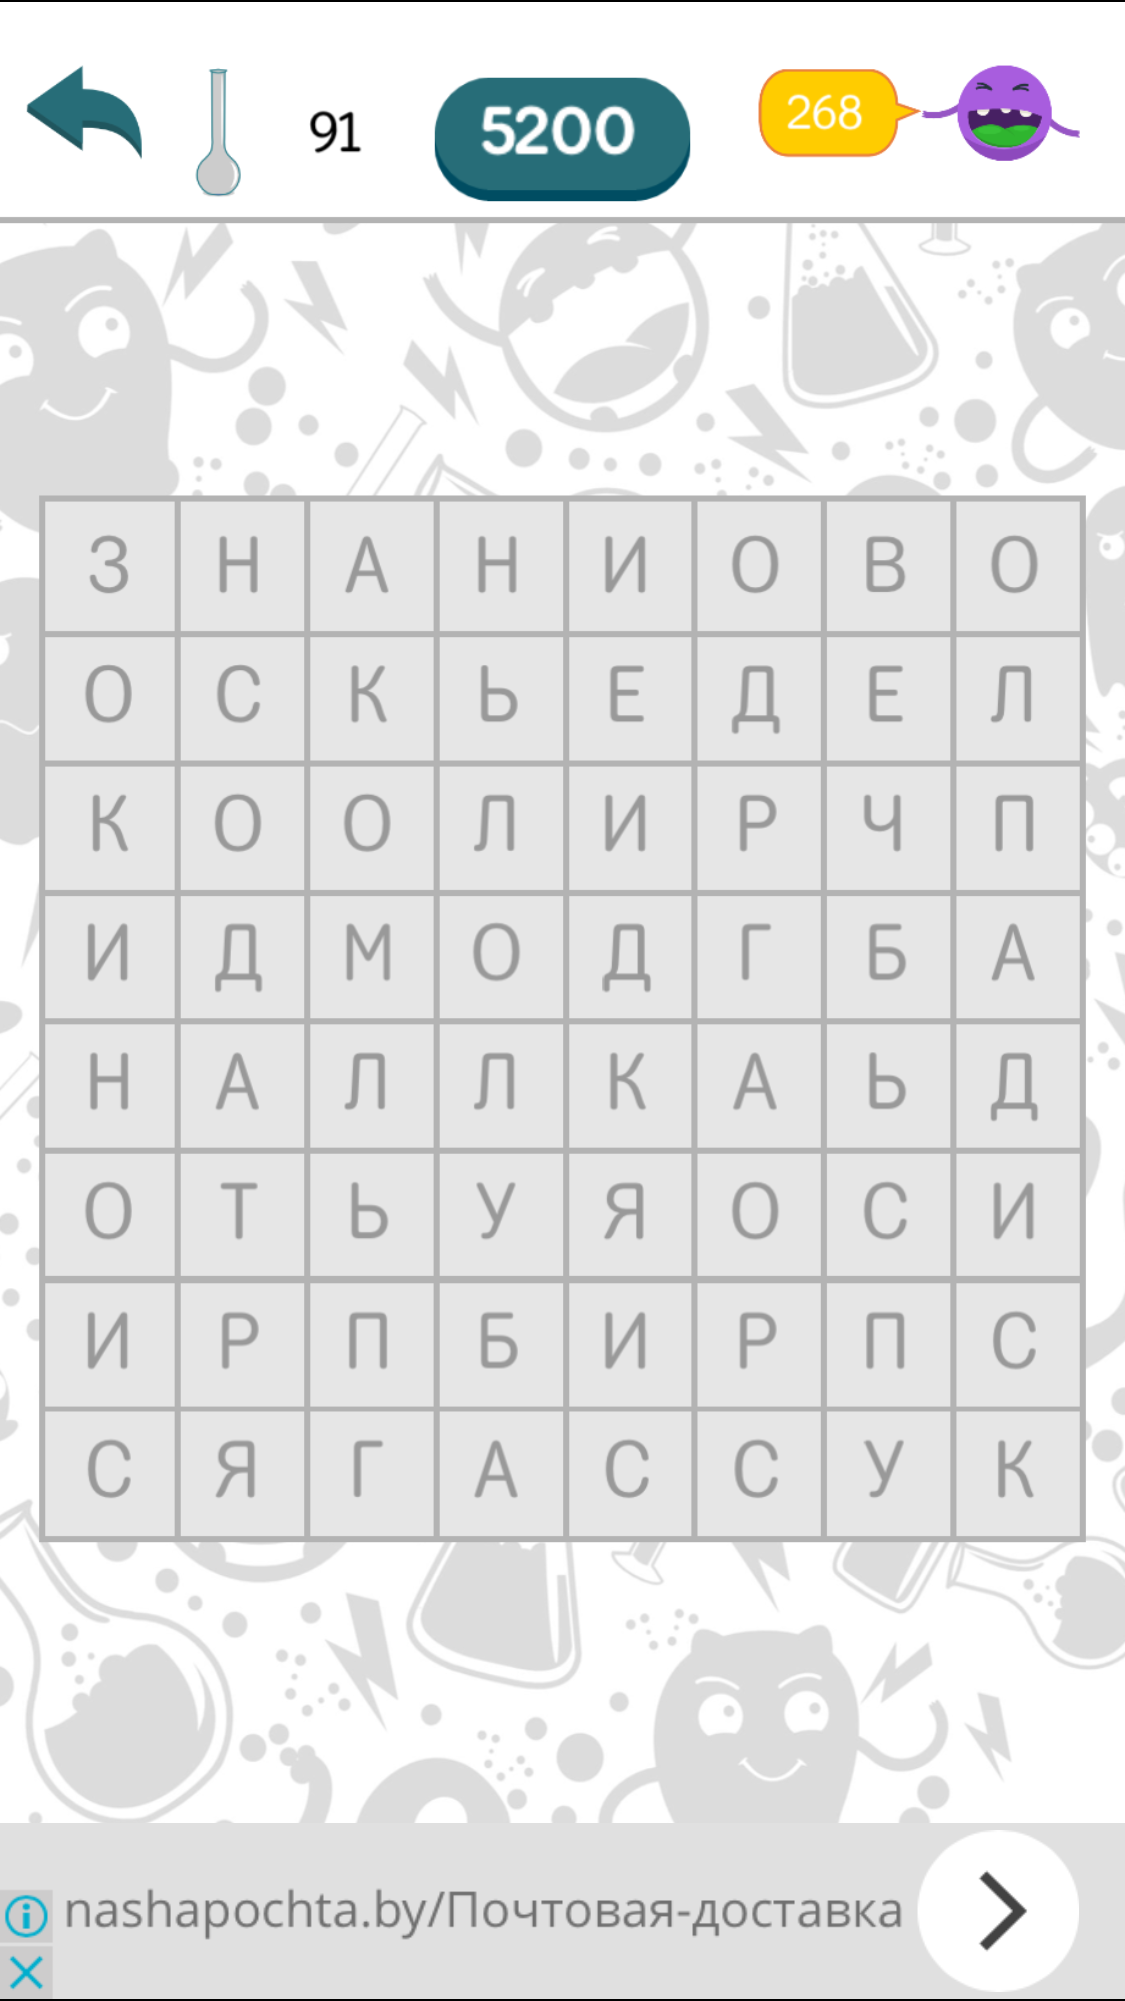 91 5200 268
З Н А Н И О В О
О С К Ь Е Д Е Л
К О О Л И Р Ч П
И Д М О Д Г Б А
Н А Л Л К А Ь Д
О Т Ь У Я О С И
И Р П Б И Р П С
С Я Г А С С У К
nashapochta.by/Почтовая-доставка